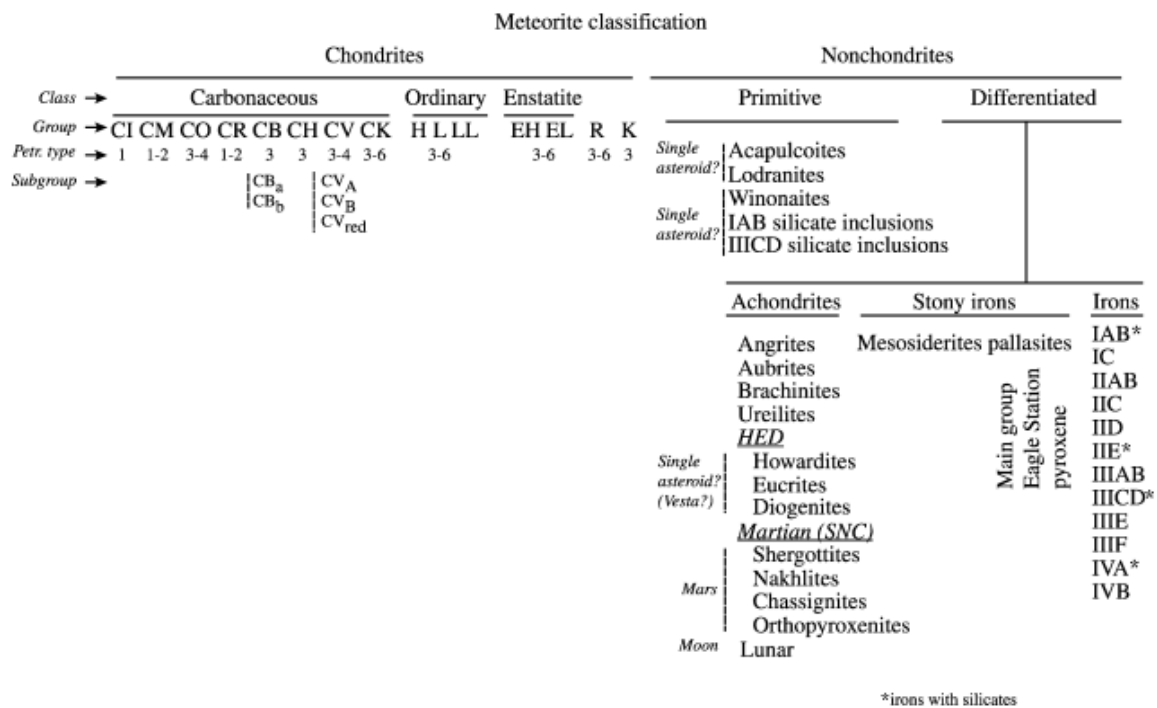 Meteorite classification
Chondrites
Nonchondrites
Class → Carbonaceous Ordinary Enstatite
Group → CI CM CO CR CB CH CV CK H L LL EH EL R K
Petr. type → 1 1-2 3-4 1-2 3 3 3-4 3-6 3-6 3-6 3-6 3
Subgroup → CBa CVA
CBb CVB
CVred
Primitive
Differentiated
Single asteroid?
Acapulcoites
Lodranites
Single asteroid?
Winonaites
IAB silicate inclusions
IIICD silicate inclusions
Achondrites
Angrites
Aubrites
Brachinites
Ureilites
HED
Single asteroid? (Vesta?)
Howardites
Eucrites
Diogenites
Martian (SNC)
Mars
Shergottites
Nakhlites
Chassignites
Orthopyroxenites
Moon Lunar
Stony irons
Mesosiderites pallasites
Main group
Eagle Station
pyroxene
Irons
IAB*
IC
IIAB
IIC
IID
IIE*
IIIAB
IIICD*
IIIE
IIIF
IVA*
IVB
*irons with silicates